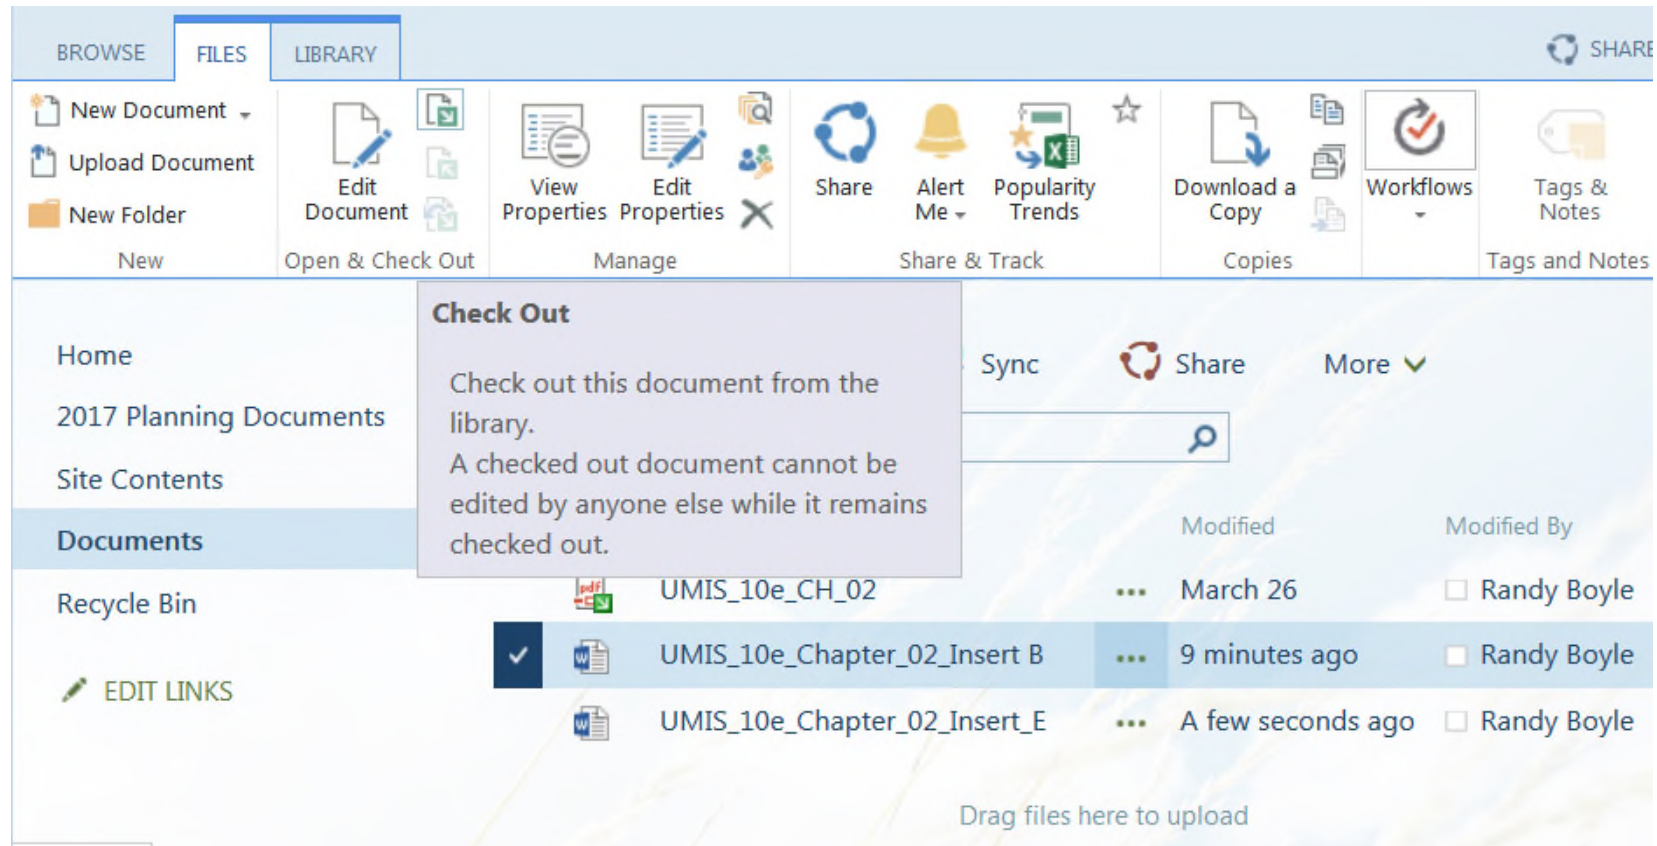 BROWSE
FILES
LIBRARY
SHARE
New Document
Upload Document
New Folder
New
Edit
Document
Open & Check Out
View
Properties
Edit
Properties
Manage
Share
Alert
Me
Popularity
Trends
Share & Track
Download a
Copy
Copies
Workflows
Tags &
Notes
Tags and Notes
Check Out
Check out this document from the
library.
A checked out document cannot be
edited by anyone else while it remains
checked out.
Home
2017 Planning Documents
Site Contents
Documents
Recycle Bin
EDIT LINKS
Sync
Share
More
Modified
Modified By
pdf
UMIS_10e_CH_02
March 26
Randy Boyle
UMIS_10e_Chapter_02_Insert B
9 minutes ago
Randy Boyle
UMIS_10e_Chapter_02_Insert_E
A few seconds ago
Randy Boyle
Drag files here to upload